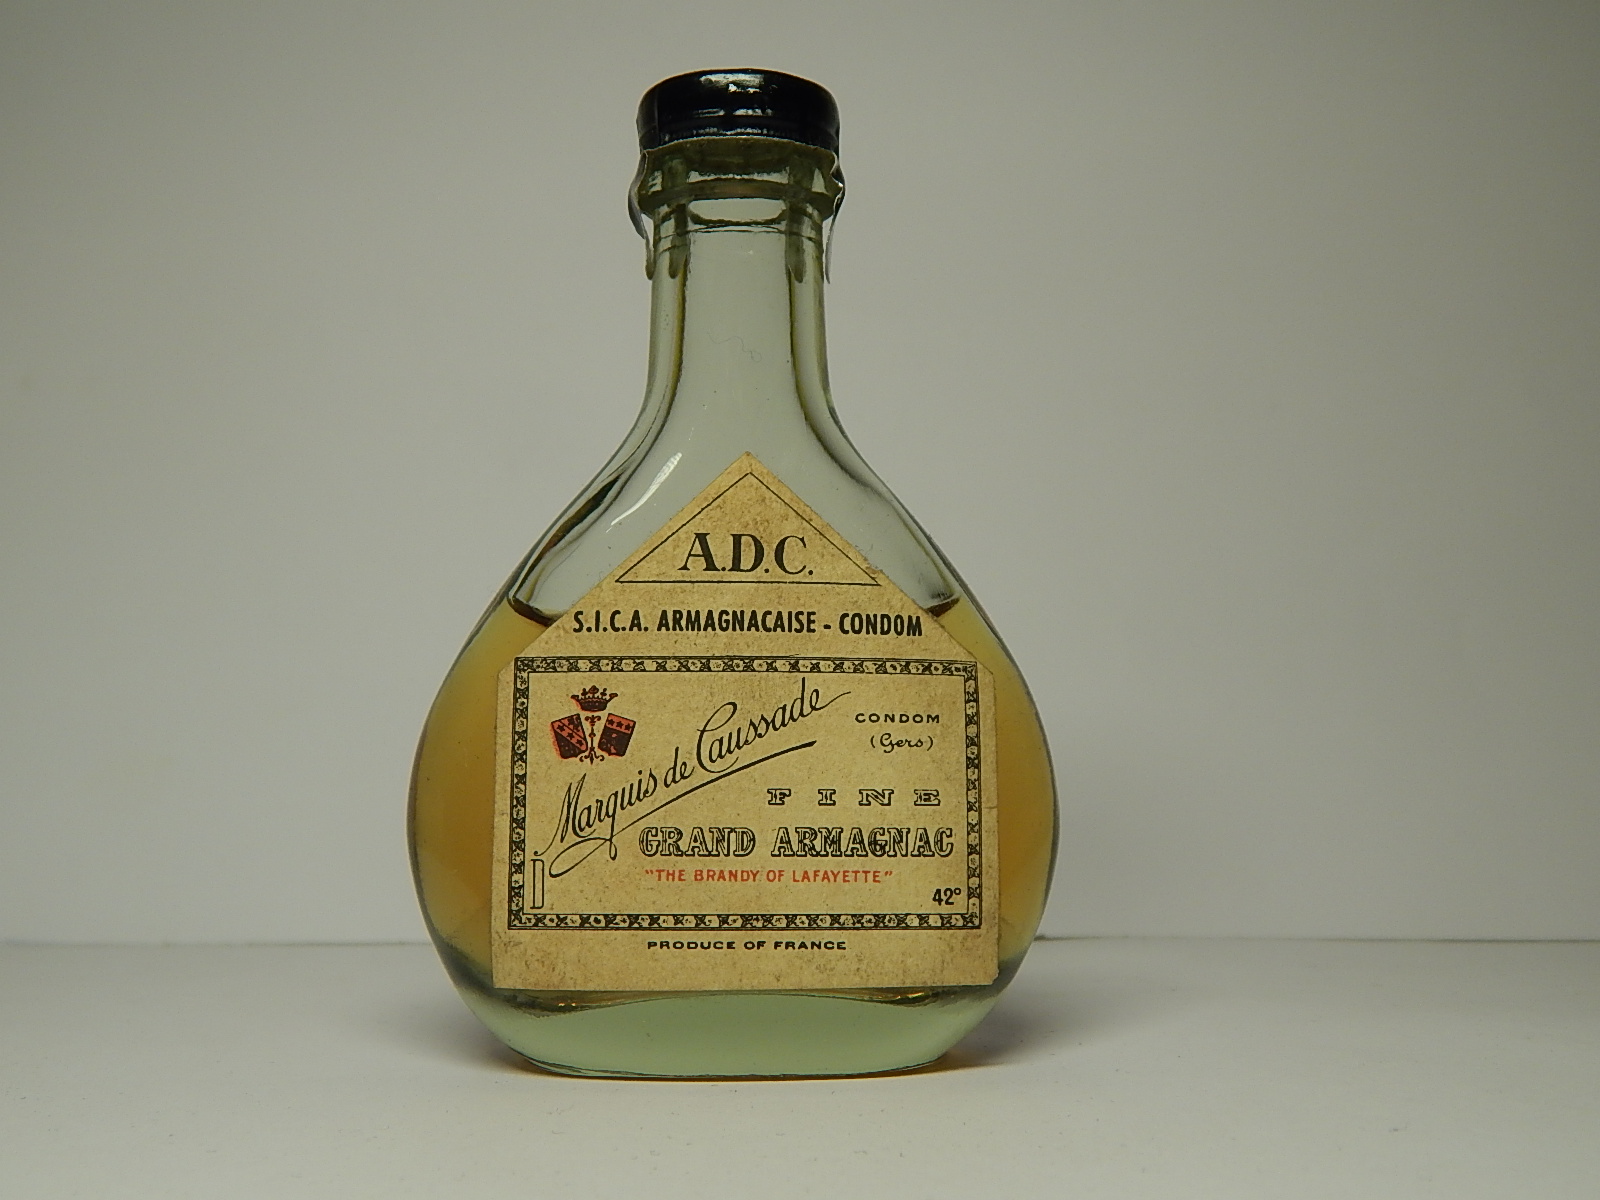 A.D.C.
S.I.C.A. ARMAGNACAISE - CONDOM
Marquis de Caussade
CONDOM
(Gers)
FINE
GRAND ARMAGNAC
"THE BRANDY OF LAFAYETTE"
D
42°
PRODUCE OF FRANCE